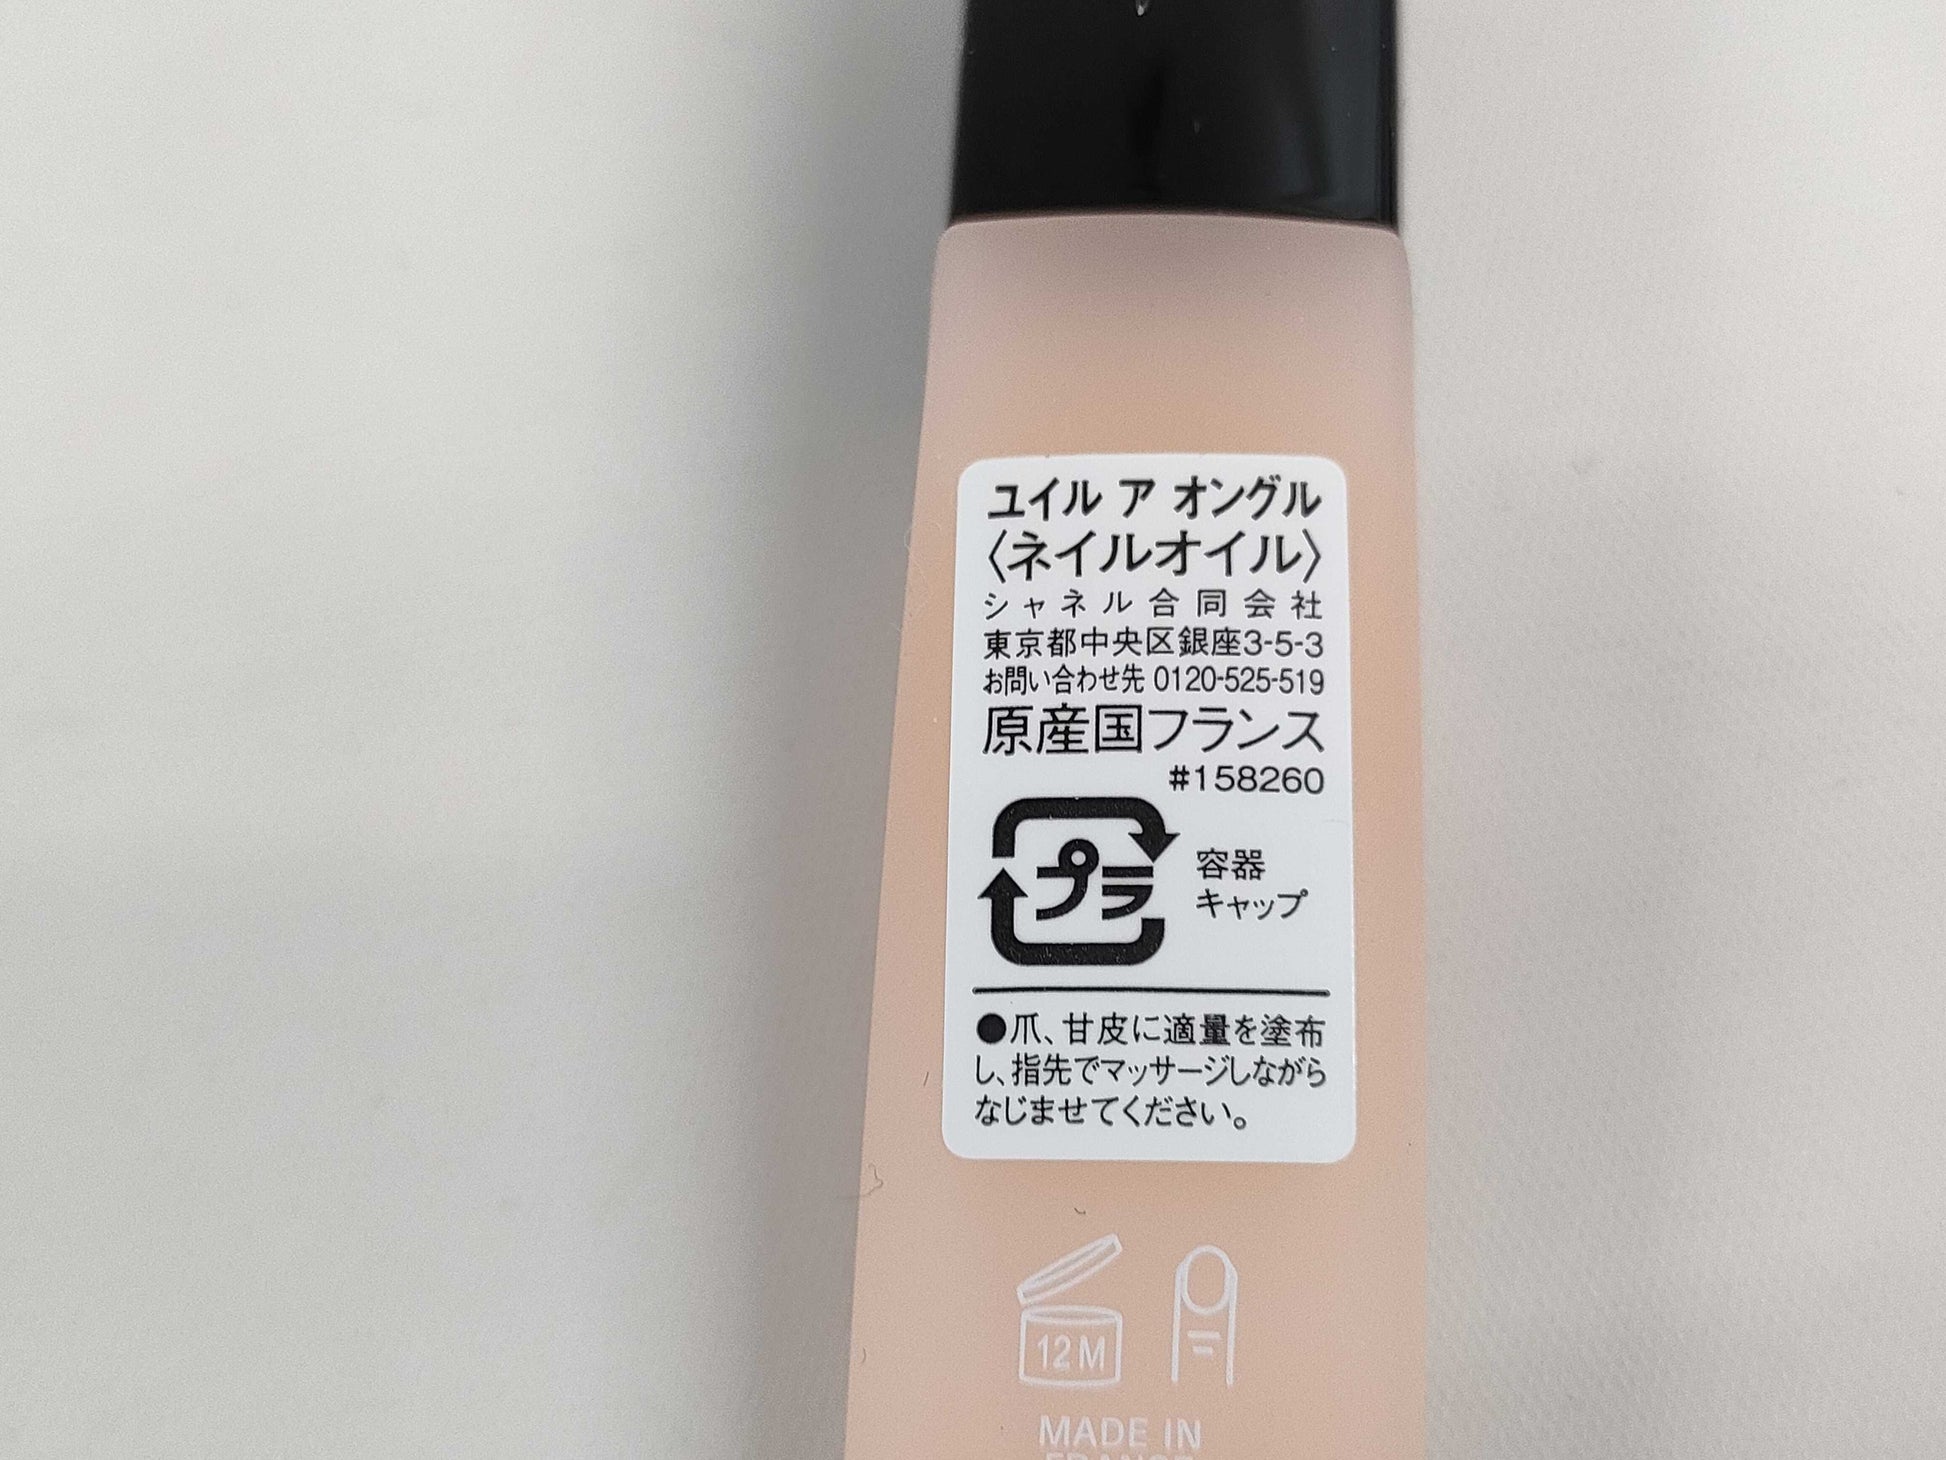 ユイル ア オングル
〈ネイルオイル〉
シャネル合同会社
東京都中央区銀座3-5-3
お問い合わせ先 0120-525-519
原産国フランス
#158260
プラ
容器
キャップ
●爪、甘皮に適量を塗布
し、指先でマッサージしながら
なじませてください。
12M
MADE IN
FRANCE